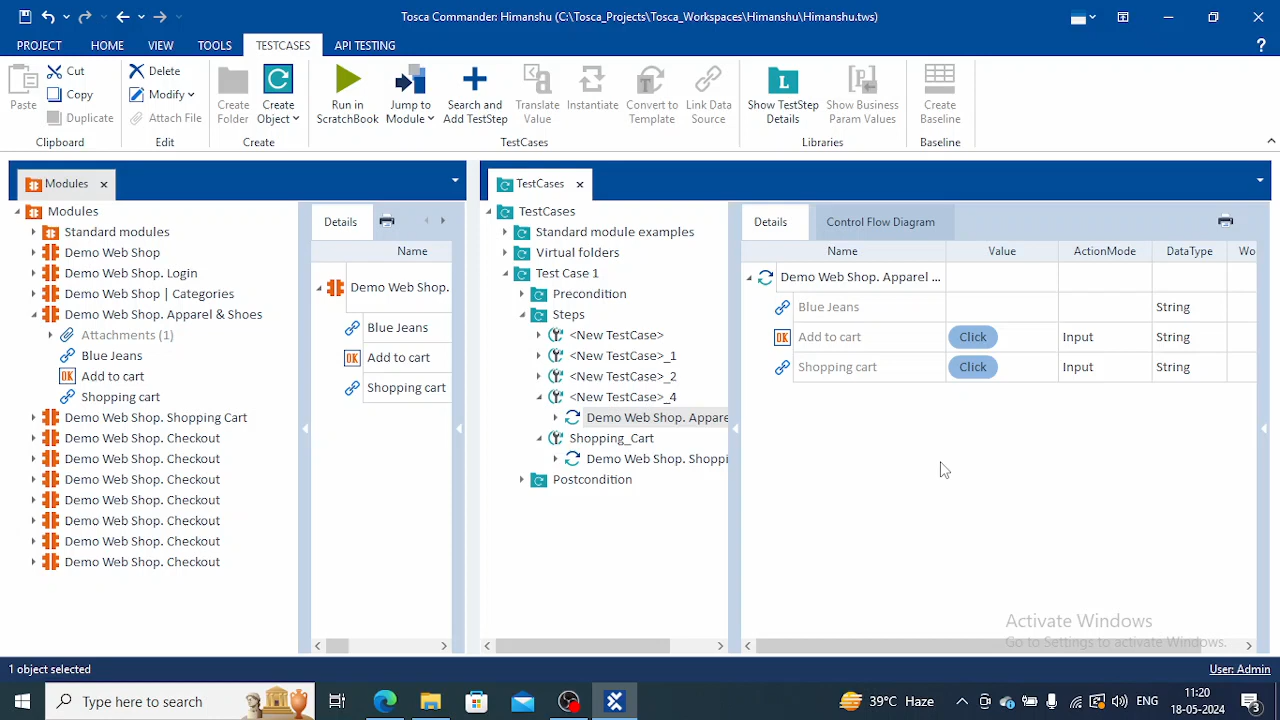 Tosca Commander: Himanshu (C:\Tosca_Projects\Tosca_Workspaces\Himanshu\Himanshu.tws)
PROJECT HOME VIEW TOOLS TESTCASES API TESTING ?
Paste
Cut
Copy
Duplicate
Clipboard
Delete
Modify
Attach File
Edit
Create Folder
Create Object
Create
Run in ScratchBook
Jump to Module
Search and Add TestStep
Translate Value
Instantiate
Convert to Template
Link Data Source
TestCases
Show TestStep Details
Show Business Param Values
Libraries
Create Baseline
Baseline
Modules
Modules
Standard modules
Demo Web Shop
Demo Web Shop. Login
Demo Web Shop | Categories
Demo Web Shop. Apparel & Shoes
Attachments (1)
Blue Jeans
OK Add to cart
Shopping cart
Demo Web Shop. Shopping Cart
Demo Web Shop. Checkout
Demo Web Shop. Checkout
Demo Web Shop. Checkout
Demo Web Shop. Checkout
Demo Web Shop. Checkout
Demo Web Shop. Checkout
Demo Web Shop. Checkout
Details
Name
Demo Web Shop.
Blue Jeans
OK Add to cart
Shopping cart
TestCases
TestCases
Standard module examples
Virtual folders
Test Case 1
Precondition
Steps
<New TestCase>
<New TestCase>_1
<New TestCase>_2
<New TestCase>_4
Demo Web Shop. Appare
Shopping_Cart
Demo Web Shop. Shoppi
Postcondition
Details Control Flow Diagram
Name Value ActionMode DataType Wo
Demo Web Shop. Apparel ...
Blue Jeans String
OK Add to cart Click Input String
Shopping cart Click Input String
Activate Windows
Go to Settings to activate Windows.
1 object selected
User: Admin
Type here to search
39°C Haze
ENG
11:20
18-05-2024
3